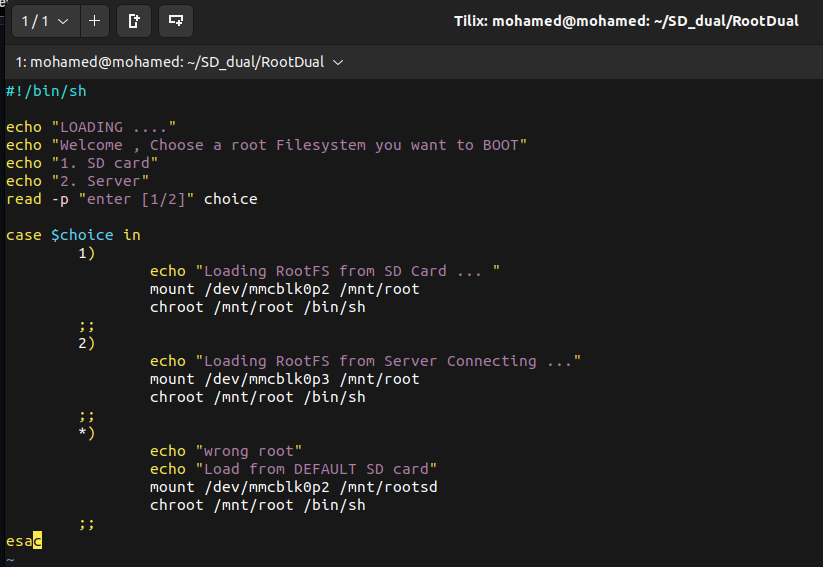 1 / 1
Tilix: mohamed@mohamed: ~/SD_dual/RootDual
1: mohamed@mohamed: ~/SD_dual/RootDual
#!/bin/sh
echo "LOADING ...."
echo "Welcome , Choose a root Filesystem you want to BOOT"
echo "1. SD card"
echo "2. Server"
read -p "enter [1/2]" choice
case $choice in
1)
echo "Loading RootFS from SD Card ... "
mount /dev/mmcblk0p2 /mnt/root
chroot /mnt/root /bin/sh
;;
2)
echo "Loading RootFS from Server Connecting ..."
mount /dev/mmcblk0p3 /mnt/root
chroot /mnt/root /bin/sh
;;
*)
echo "wrong root"
echo "Load from DEFAULT SD card"
mount /dev/mmcblk0p2 /mnt/rootsd
chroot /mnt/root /bin/sh
;;
esac
~